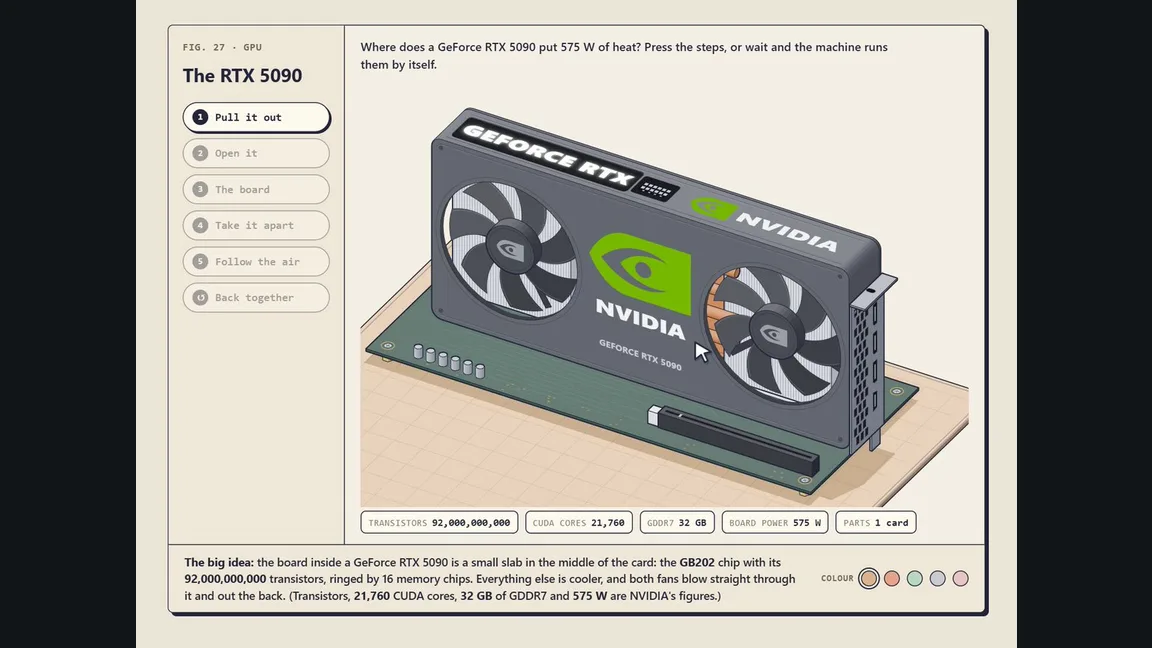 FIG. 27 · GPU
The RTX 5090
1 Pull it out
2 Open it
3 The board
4 Take it apart
5 Follow the air
↺ Back together
Where does a GeForce RTX 5090 put 575 W of heat? Press the steps, or wait and the machine runs
them by itself.
GEFORCE RTX
NVIDIA
NVIDIA
GEFORCE RTX 5090
TRANSISTORS 92,000,000,000
CUDA CORES 21,760
GDDR7 32 GB
BOARD POWER 575 W
PARTS 1 card
The big idea: the board inside a GeForce RTX 5090 is a small slab in the middle of the card: the GB202 chip with its
92,000,000,000 transistors, ringed by 16 memory chips. Everything else is cooler, and both fans blow straight through
it and out the back. (Transistors, 21,760 CUDA cores, 32 GB of GDDR7 and 575 W are NVIDIA's figures.)
COLOUR